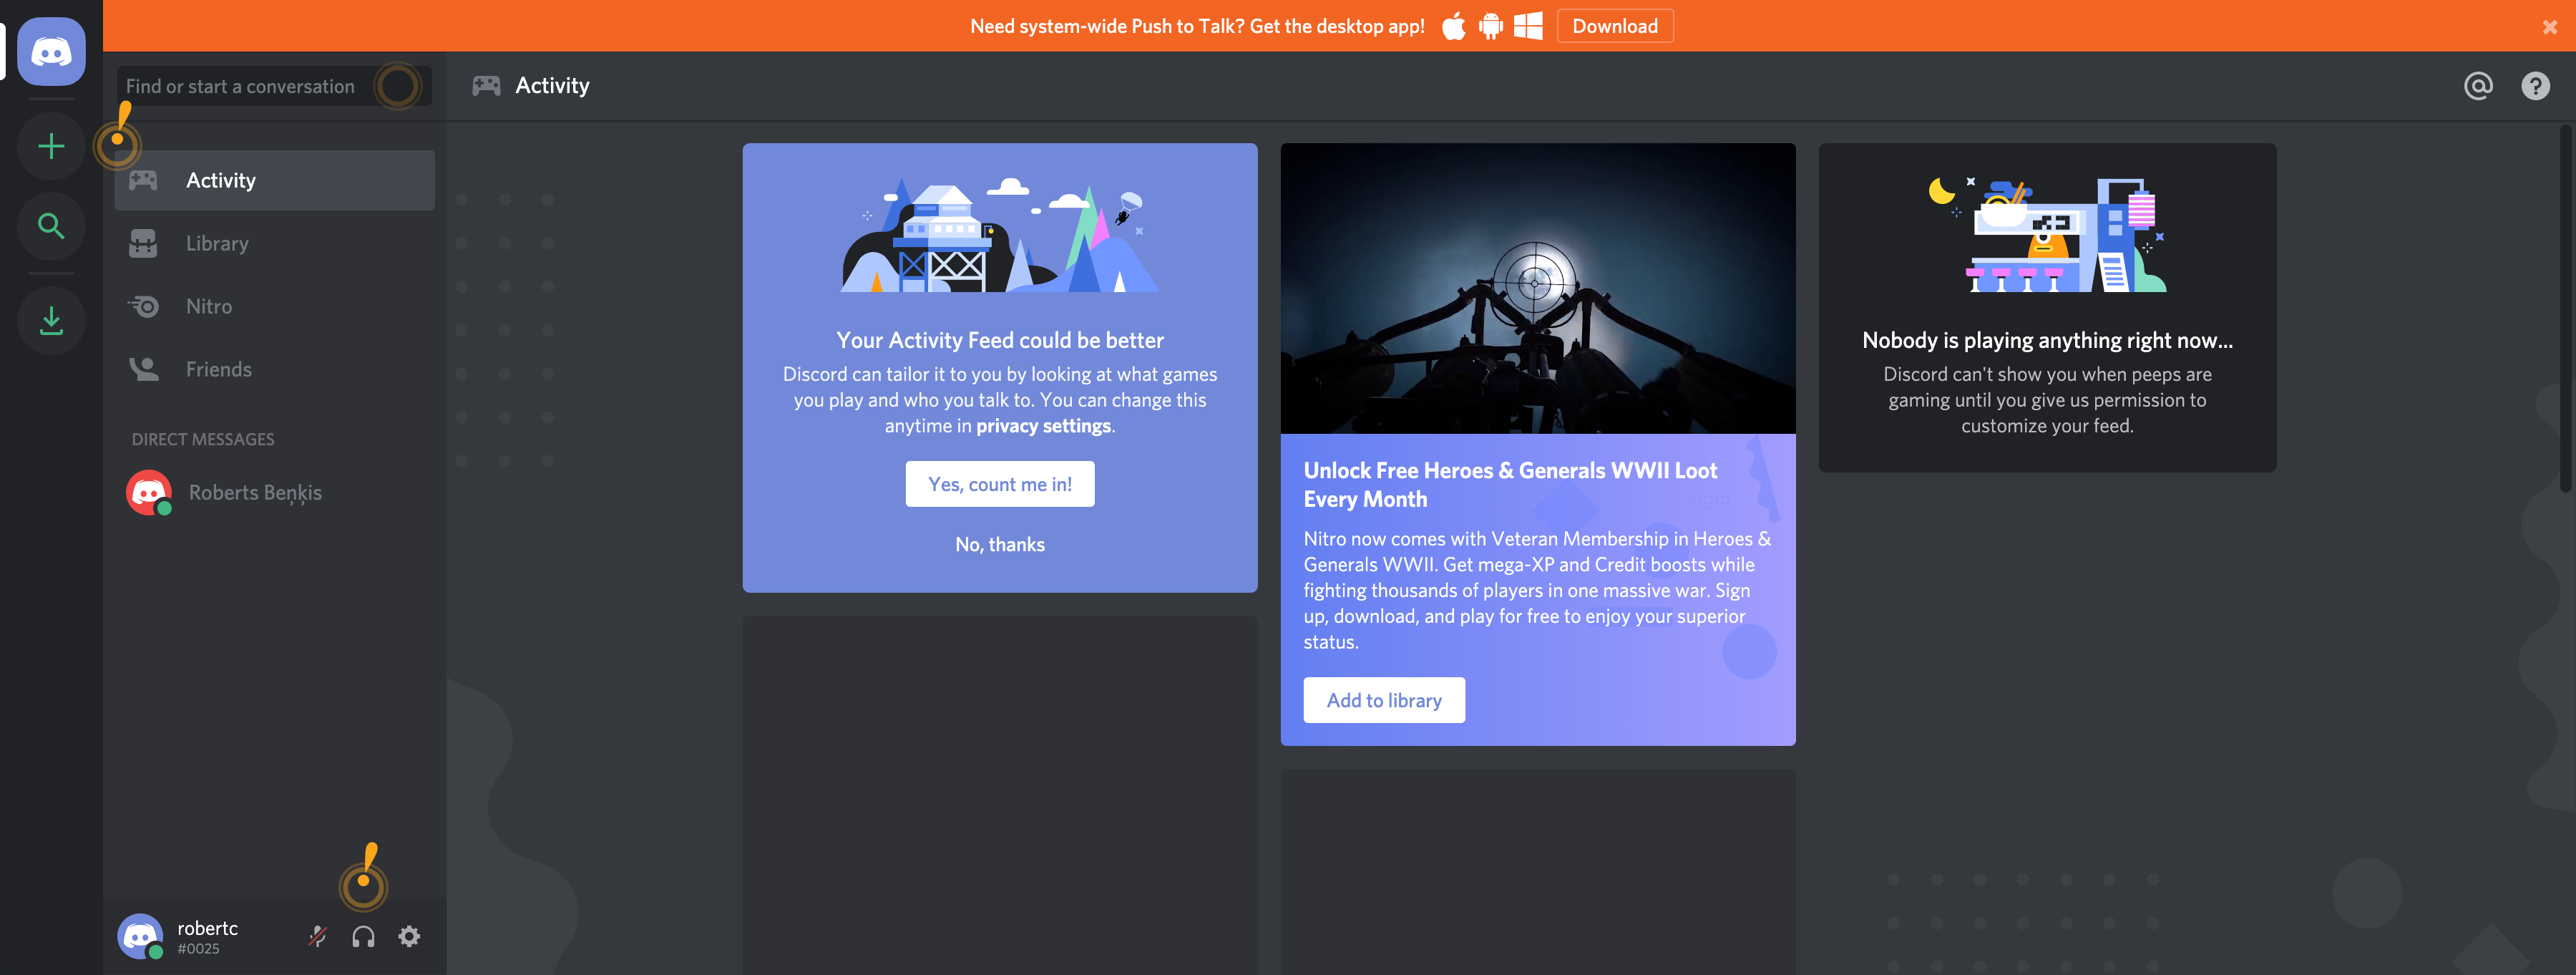 Need system-wide Push to Talk? Get the desktop app!
Download
Find or start a conversation
Activity
Library
Nitro
Friends
DIRECT MESSAGES
Roberts Beņķis
robertc
#0025
Activity
Your Activity Feed could be better
Discord can tailor it to you by looking at what games
you play and who you talk to. You can change this
anytime in privacy settings.
Yes, count me in!
No, thanks
Unlock Free Heroes & Generals WWII Loot
Every Month
Nitro now comes with Veteran Membership in Heroes &
Generals WWII. Get mega-XP and Credit boosts while
fighting thousands of players in one massive war. Sign
up, download, and play for free to enjoy your superior
status.
Add to library
Nobody is playing anything right now...
Discord can't show you when peeps are
gaming until you give us permission to
customize your feed.